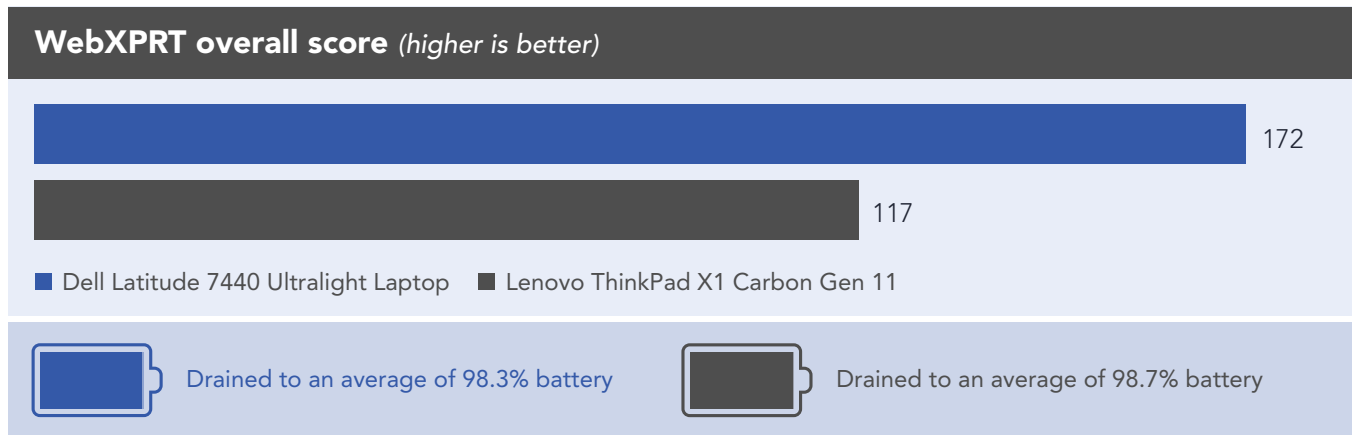 WebXPRT overall score (higher is better)
172
117
Dell Latitude 7440 Ultralight Laptop Lenovo ThinkPad X1 Carbon Gen 11
Drained to an average of 98.3% battery Drained to an average of 98.7% battery